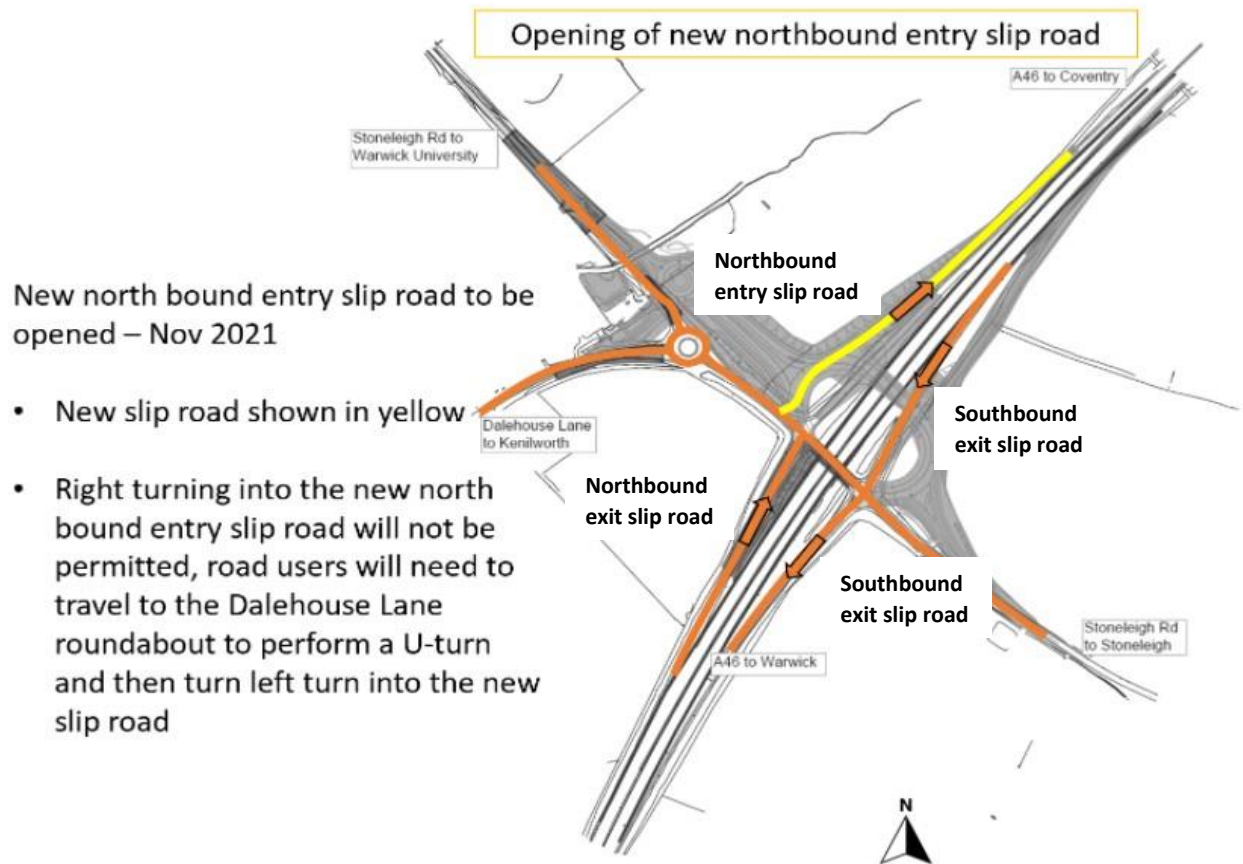 Opening of new northbound entry slip road
A46 to Coventry
Stoneleigh Rd to
Warwick University
Northbound
entry slip road
New north bound entry slip road to be
opened – Nov 2021
• New slip road shown in yellow
• Right turning into the new north
bound entry slip road will not be
permitted, road users will need to
travel to the Dalehouse Lane
roundabout to perform a U-turn
and then turn left turn into the new
slip road
Dalehouse Lane
to Kenilworth
Southbound
exit slip road
Northbound
exit slip road
Southbound
exit slip road
Stoneleigh Rd
to Stoneleigh
A46 to Warwick
N